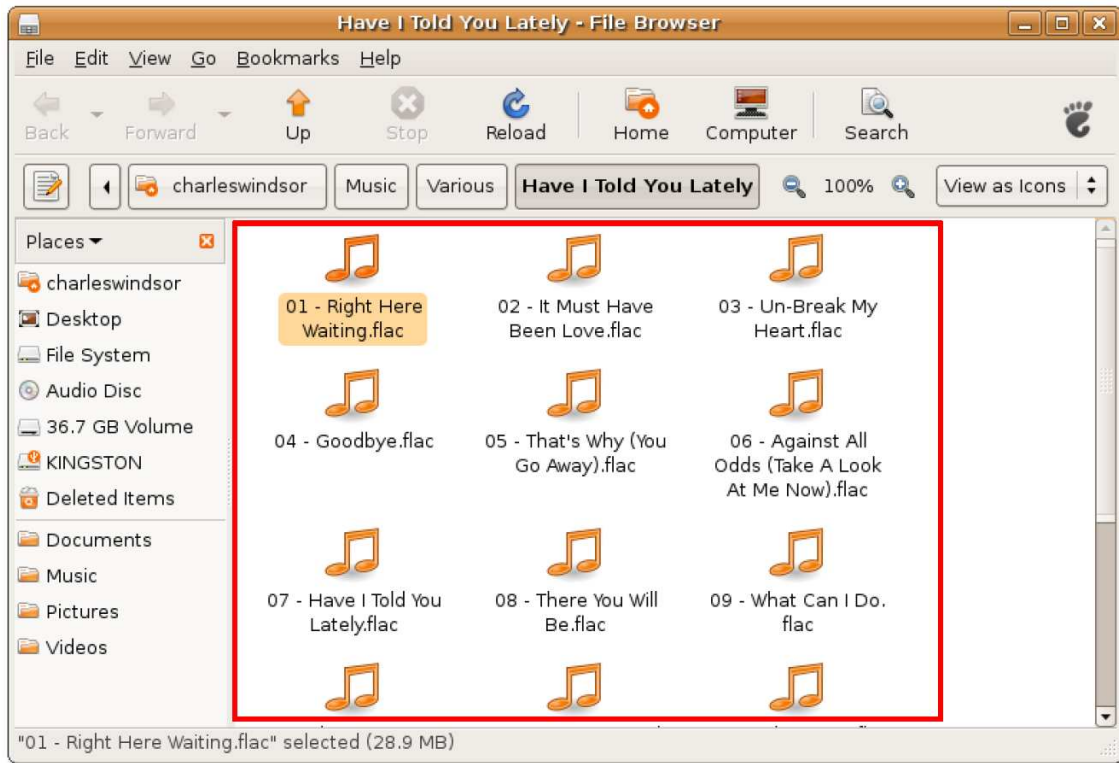 Have I Told You Lately - File Browser
File Edit View Go Bookmarks Help
Back Forward Up Stop Reload Home Computer Search
charleswindsor Music Various Have I Told You Lately 100% View as Icons
Places
charleswindsor
Desktop
File System
Audio Disc
36.7 GB Volume
KINGSTON
Deleted Items
Documents
Music
Pictures
Videos
01 - Right Here
Waiting.flac
02 - It Must Have
Been Love.flac
03 - Un-Break My
Heart.flac
04 - Goodbye.flac
05 - That's Why (You
Go Away).flac
06 - Against All
Odds (Take A Look
At Me Now).flac
07 - Have I Told You
Lately.flac
08 - There You Will
Be.flac
09 - What Can I Do.
flac
"01 - Right Here Waiting.flac" selected (28.9 MB)